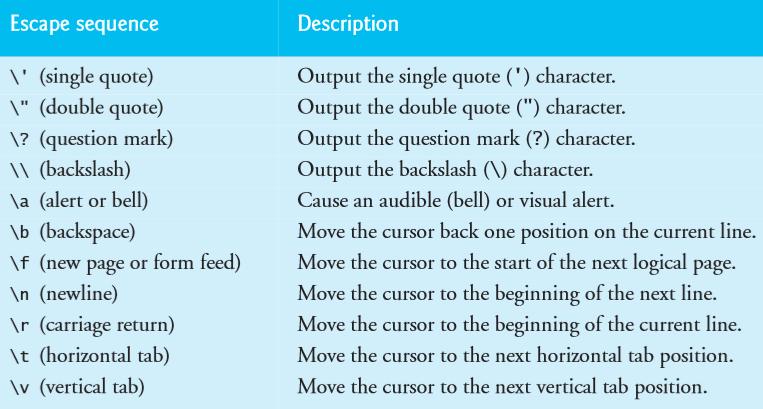 Escape sequence Description
\' (single quote) Output the single quote (') character.
\" (double quote) Output the double quote (") character.
\? (question mark) Output the question mark (?) character.
\\ (backslash) Output the backslash (\) character.
\a (alert or bell) Cause an audible (bell) or visual alert.
\b (backspace) Move the cursor back one position on the current line.
\f (new page or form feed) Move the cursor to the start of the next logical page.
\n (newline) Move the cursor to the beginning of the next line.
\r (carriage return) Move the cursor to the beginning of the current line.
\t (horizontal tab) Move the cursor to the next horizontal tab position.
\v (vertical tab) Move the cursor to the next vertical tab position.